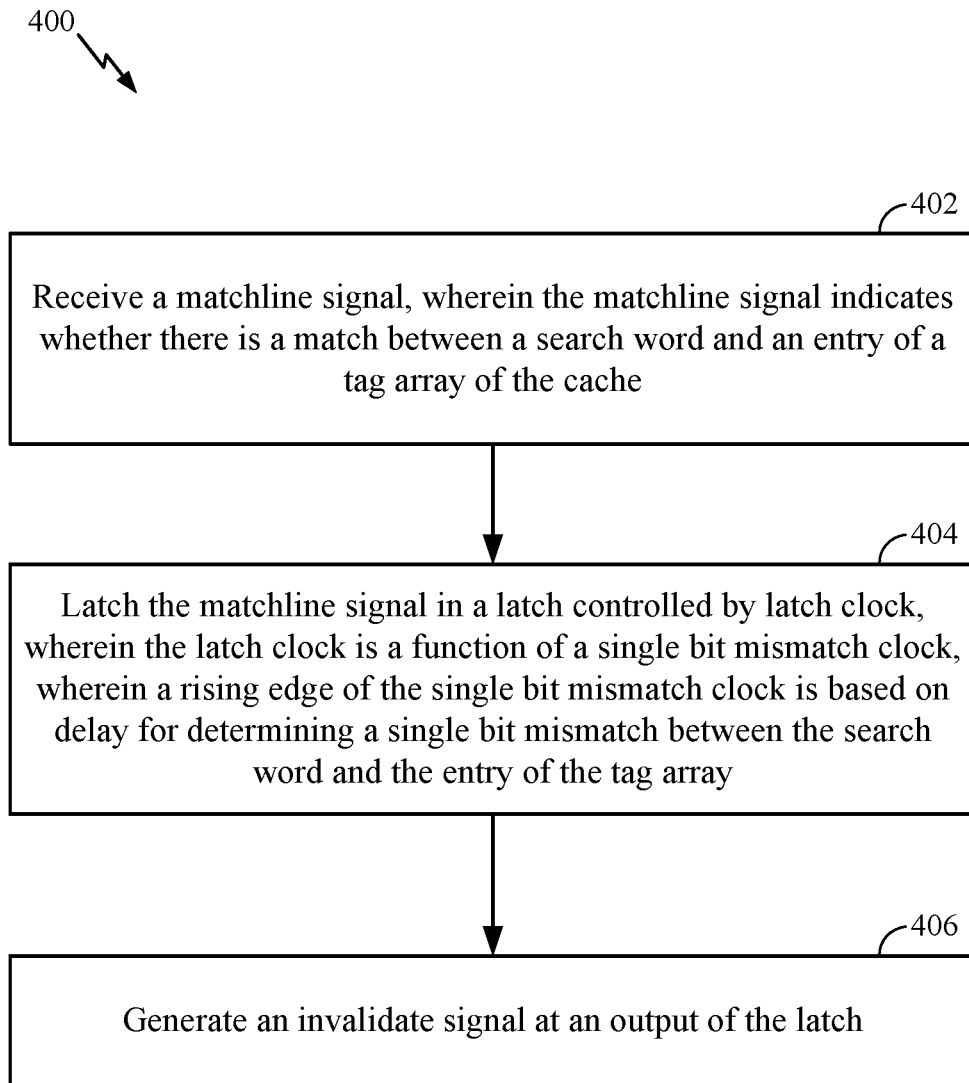 400
402
Receive a matchline signal, wherein the matchline signal indicates
whether there is a match between a search word and an entry of a
tag array of the cache
404
Latch the matchline signal in a latch controlled by latch clock,
wherein the latch clock is a function of a single bit mismatch clock,
wherein a rising edge of the single bit mismatch clock is based on
delay for determining a single bit mismatch between the search
word and the entry of the tag array
406
Generate an invalidate signal at an output of the latch